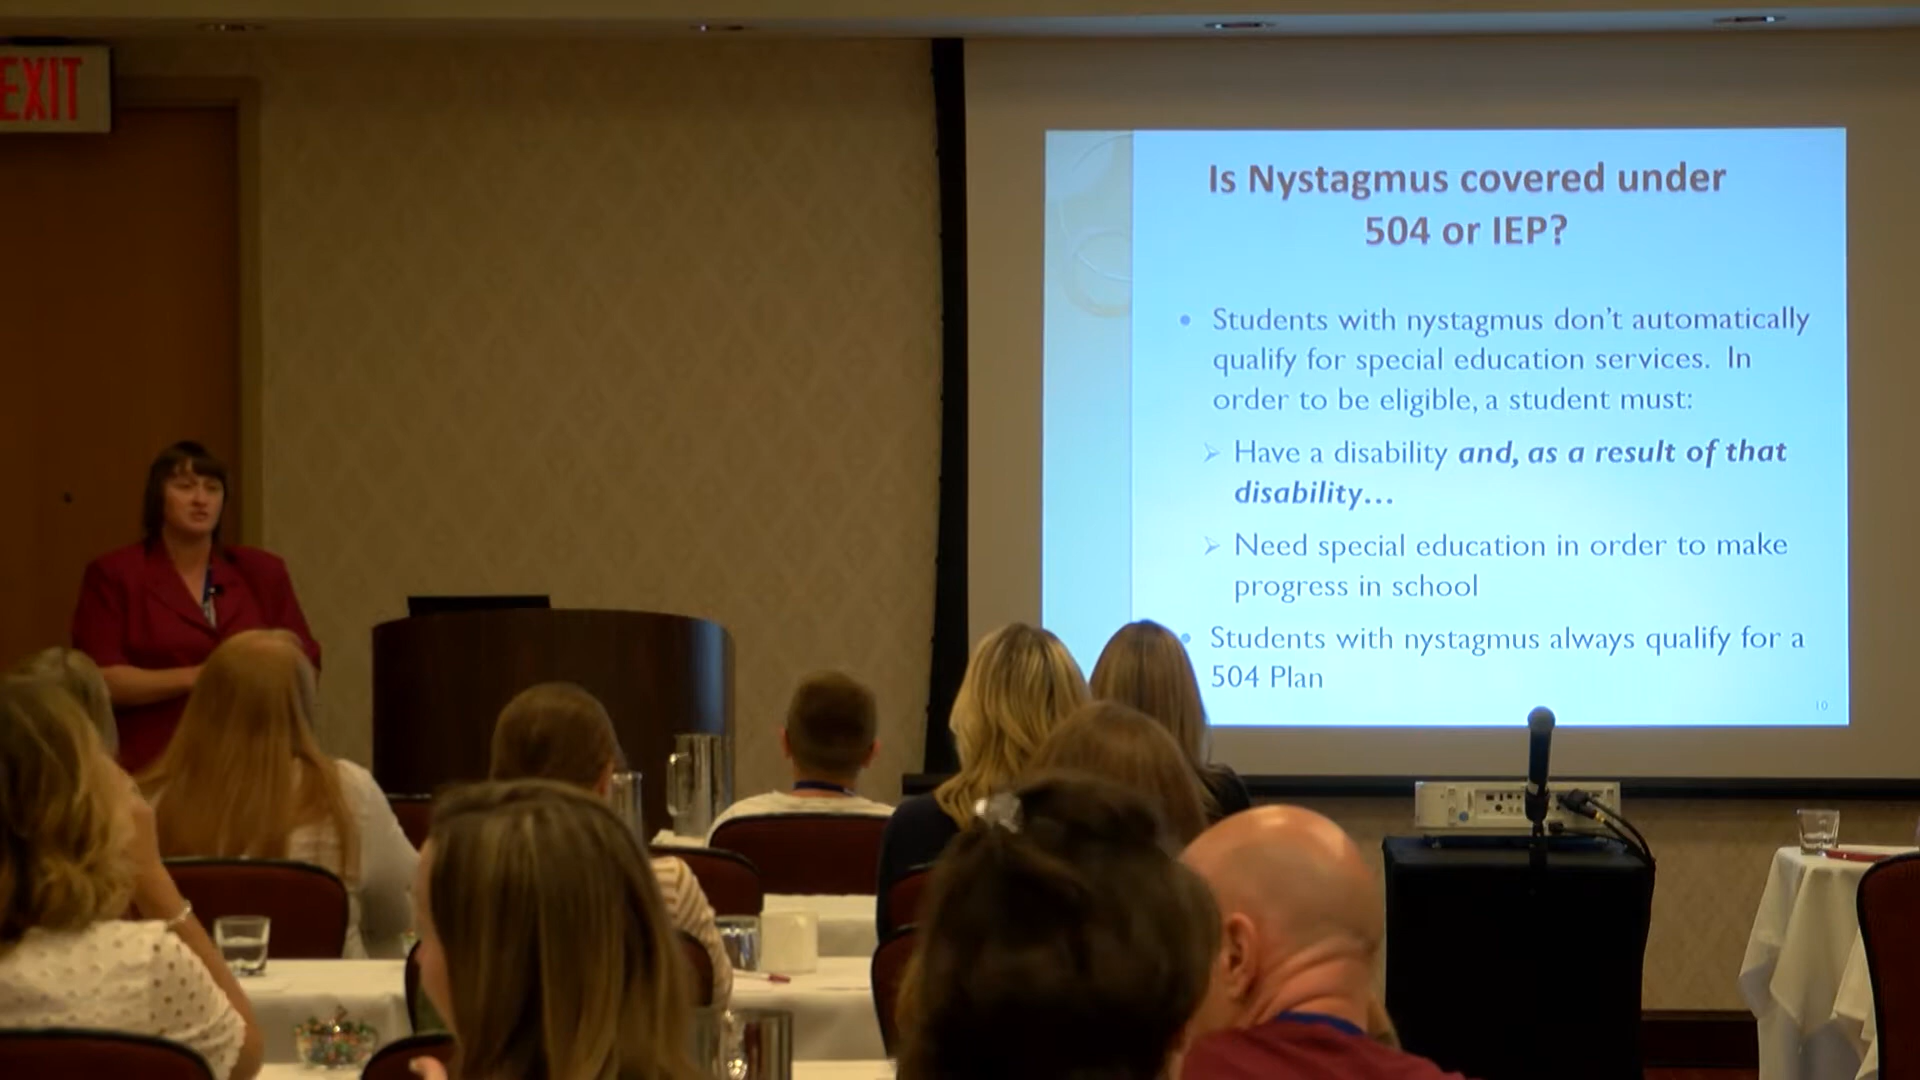 EXIT
Is Nystagmus covered under
504 or IEP?
• Students with nystagmus don't automatically
qualify for special education services.  In
order to be eligible, a student must:
➢ Have a disability and, as a result of that
disability...
➢ Need special education in order to make
progress in school
• Students with nystagmus always qualify for a
504 Plan
10